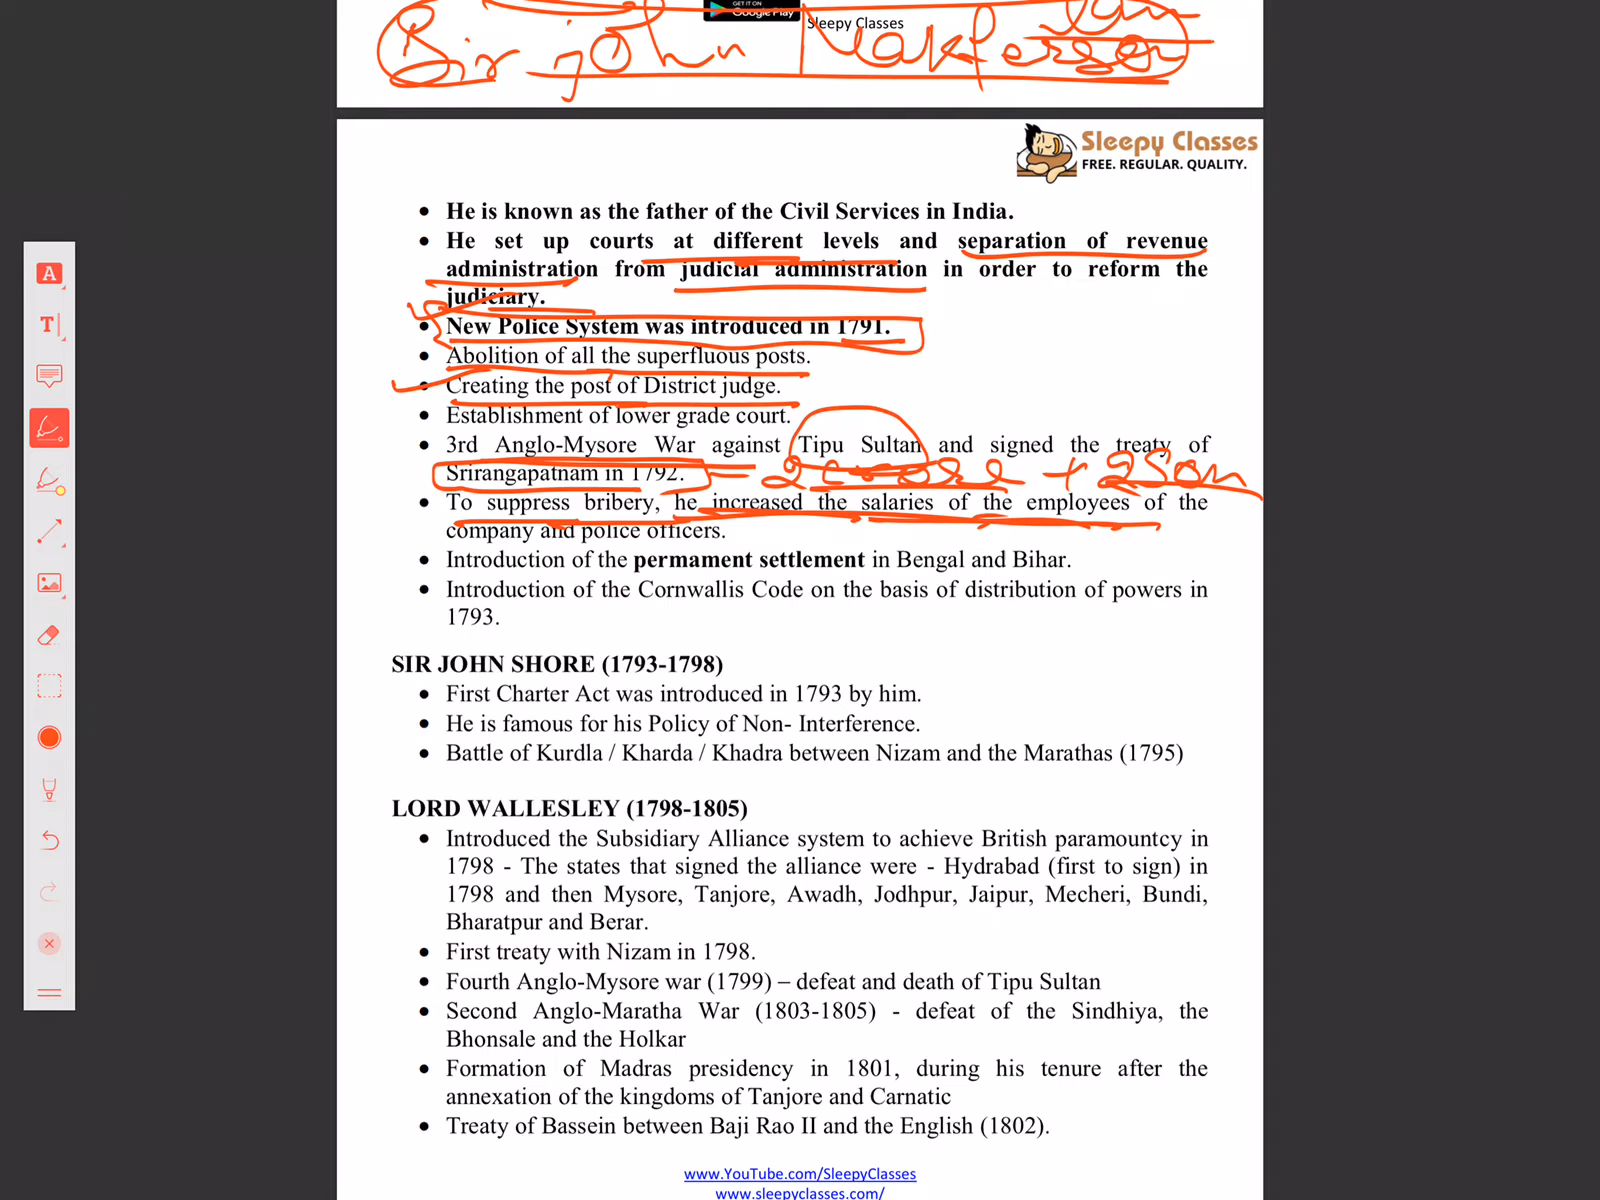 GET IT ON
Google Play
Sleepy Classes
Sir john
Sleepy Classes
FREE. REGULAR. QUALITY.
• He is known as the father of the Civil Services in India.
• He set up courts at different levels and separation of revenue
administration from judicial administration in order to reform the
judiciary.
• New Police System was introduced in 1791.
• Abolition of all the superfluous posts.
• Creating the post of District judge.
• Establishment of lower grade court.
• 3rd Anglo-Mysore War against Tipu Sultan and signed the treaty of
Srirangapatnam in 1792.
• To suppress bribery, he increased the salaries of the employees of the
company and police officers.
• Introduction of the permament settlement in Bengal and Bihar.
• Introduction of the Cornwallis Code on the basis of distribution of powers in
1793.
SIR JOHN SHORE (1793-1798)
• First Charter Act was introduced in 1793 by him.
• He is famous for his Policy of Non- Interference.
• Battle of Kurdla / Kharda / Khadra between Nizam and the Marathas (1795)
LORD WALLESLEY (1798-1805)
• Introduced the Subsidiary Alliance system to achieve British paramountcy in
1798 - The states that signed the alliance were - Hydrabad (first to sign) in
1798 and then Mysore, Tanjore, Awadh, Jodhpur, Jaipur, Mecheri, Bundi,
Bharatpur and Berar.
• First treaty with Nizam in 1798.
• Fourth Anglo-Mysore war (1799) – defeat and death of Tipu Sultan
• Second Anglo-Maratha War (1803-1805) - defeat of the Sindhiya, the
Bhonsale and the Holkar
• Formation of Madras presidency in 1801, during his tenure after the
annexation of the kingdoms of Tanjore and Carnatic
• Treaty of Bassein between Baji Rao II and the English (1802).
www.YouTube.com/SleepyClasses
www.sleepyclasses.com/